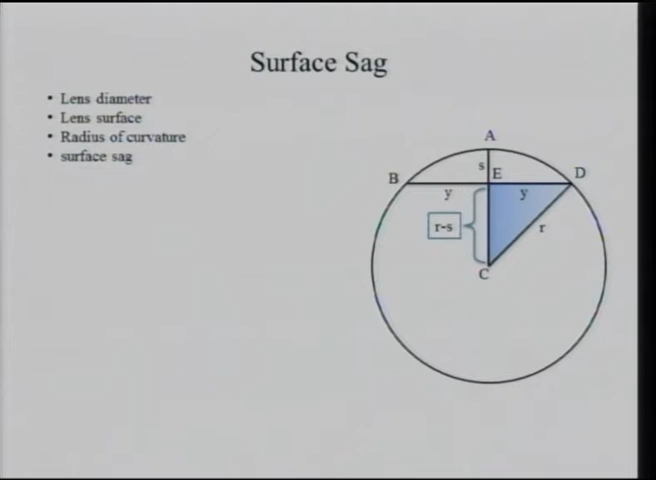 Surface Sag
• Lens diameter
• Lens surface
• Radius of curvature
• surface sag
A
s E
B D
y y
r-s r
C